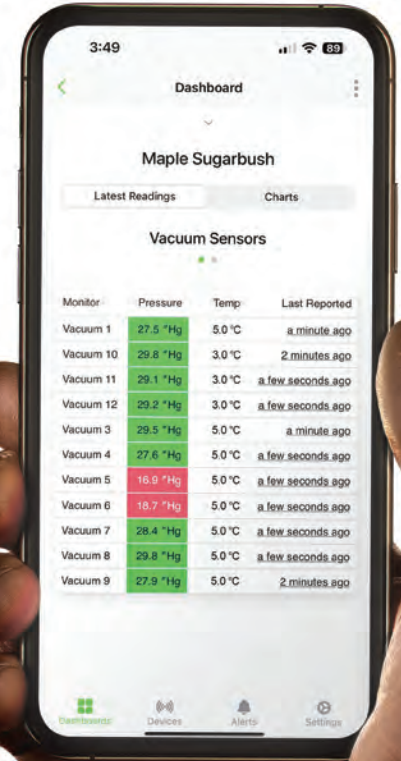 3:49 89
Dashboard
Maple Sugarbush
Latest Readings Charts
Vacuum Sensors
Monitor Pressure Temp Last Reported
Vacuum 1 27.5 "Hg 5.0 °C a minute ago
Vacuum 10 29.8 "Hg 3.0 °C 2 minutes ago
Vacuum 11 29.1 "Hg 3.0 °C a few seconds ago
Vacuum 12 29.2 "Hg 3.0 °C a few seconds ago
Vacuum 3 29.5 "Hg 5.0 °C a minute ago
Vacuum 4 27.6 "Hg 5.0 °C a few seconds ago
Vacuum 5 16.9 "Hg 5.0 °C a few seconds ago
Vacuum 6 18.7 "Hg 5.0 °C a few seconds ago
Vacuum 7 28.4 "Hg 5.0 °C a few seconds ago
Vacuum 8 29.8 "Hg 5.0 °C a few seconds ago
Vacuum 9 27.9 "Hg 5.0 °C 2 minutes ago
Dashboards Devices Alerts Settings